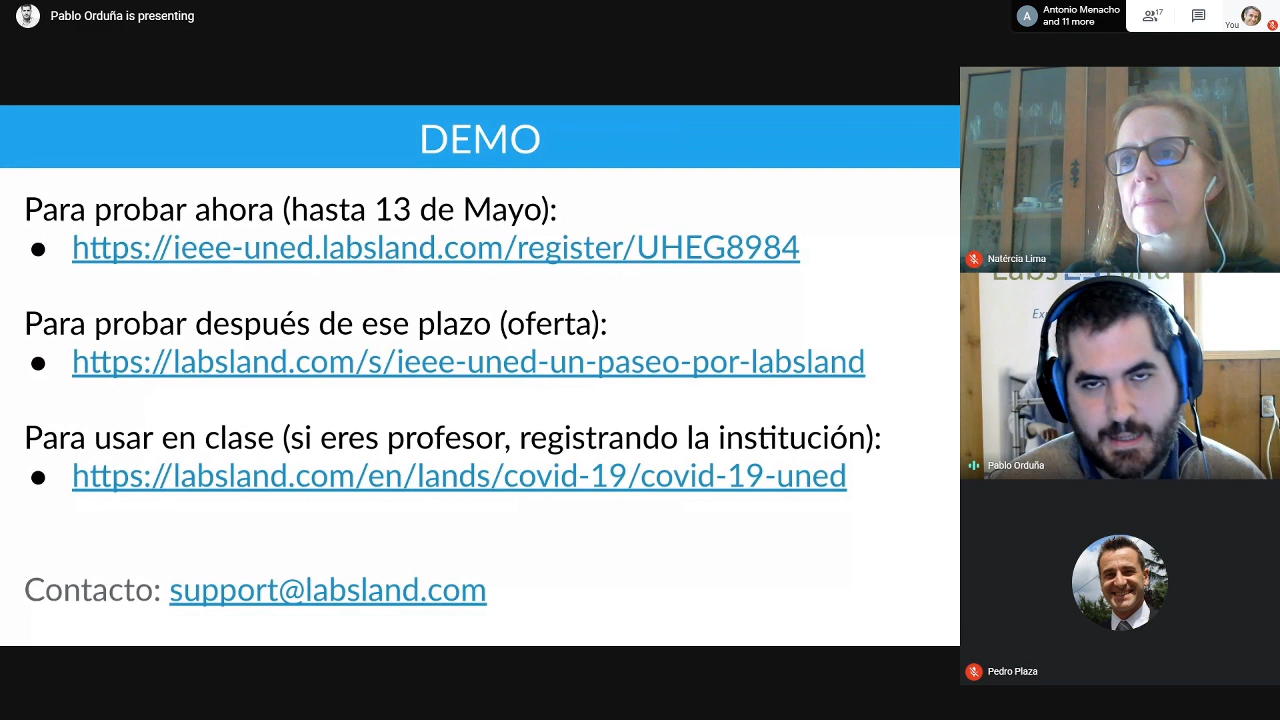 Pablo Orduña is presenting
Antonio Menacho
and 11 more
A
17
You
DEMO
Para probar ahora (hasta 13 de Mayo):
● https://ieee-uned.labsland.com/register/UHEG8984
Para probar después de ese plazo (oferta):
● https://labsland.com/s/ieee-uned-un-paseo-por-labsland
Para usar en clase (si eres profesor, registrando la institución):
● https://labsland.com/en/lands/covid-19/covid-19-uned
Contacto: support@labsland.com
Natércia Lima
Pablo Orduña
Pedro Plaza